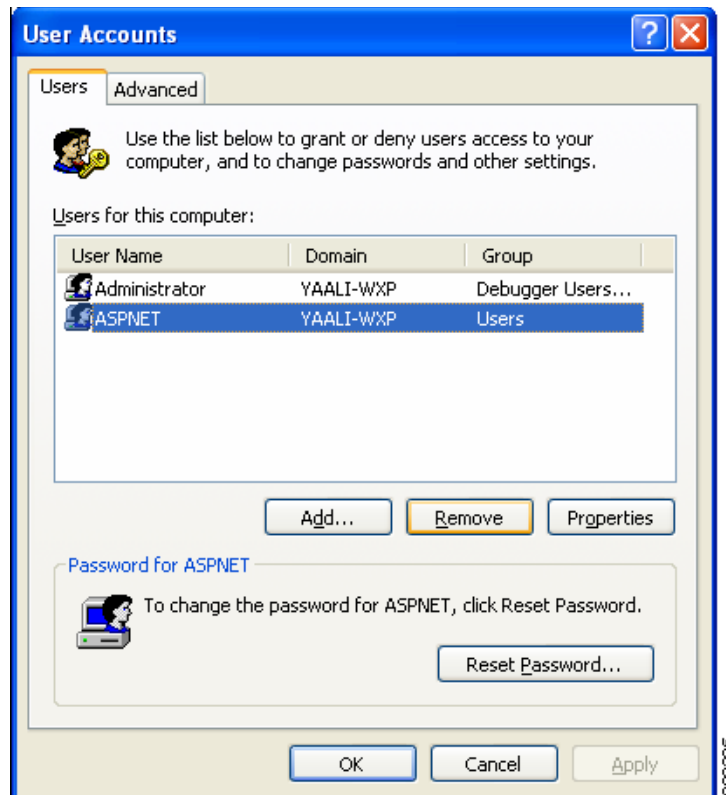 User Accounts
Users Advanced
Use the list below to grant or deny users access to your
computer, and to change passwords and other settings.
Users for this computer:
User Name Domain Group
Administrator YAALI-WXP Debugger Users...
ASPNET YAALI-WXP Users
Add... Remove Properties
Password for ASPNET
To change the password for ASPNET, click Reset Password.
Reset Password...
OK Cancel Apply